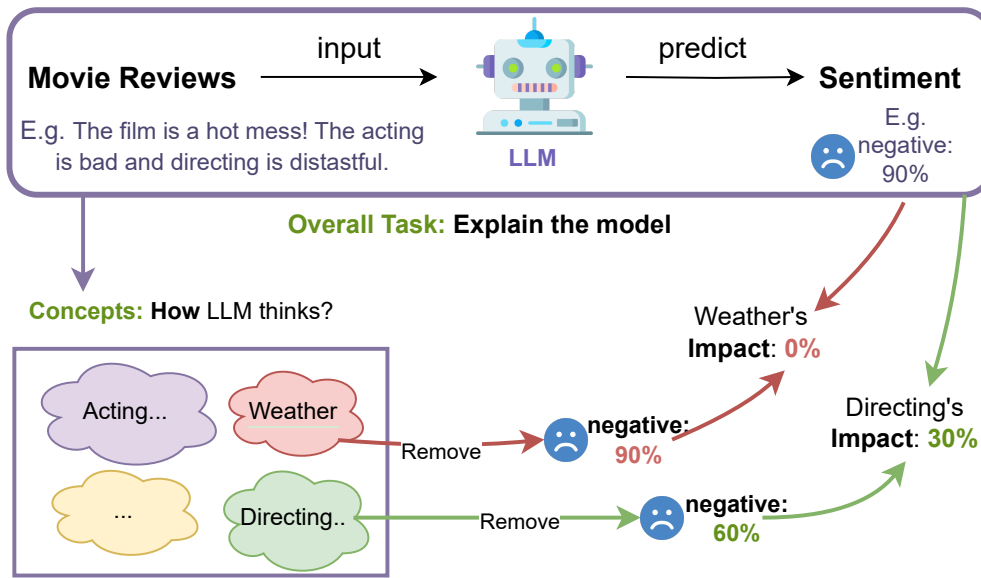 input
predict
Movie Reviews
Sentiment
E.g. The film is a hot mess! The acting
is bad and directing is distastful.
LLM
E.g.
negative:
90%
Overall Task: Explain the model
Concepts: How LLM thinks?
Weather's
Impact: 0%
Acting...
Weather
Remove
negative:
90%
Directing's
Impact: 30%
...
Directing..
Remove
negative:
60%